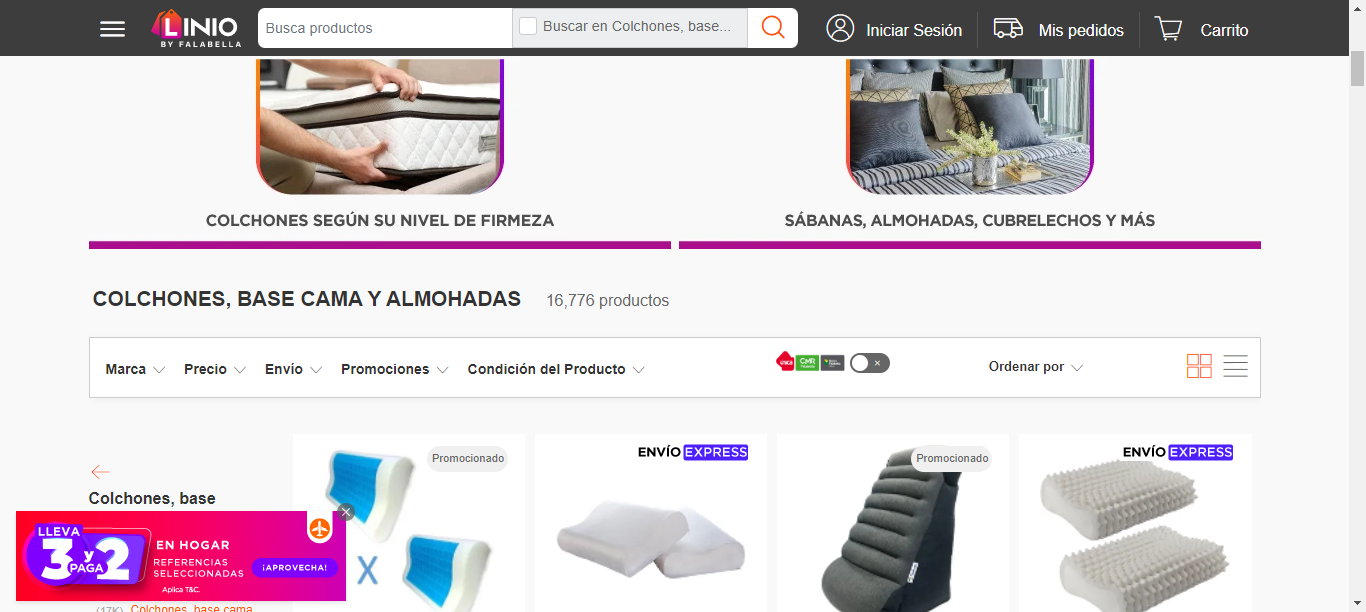 LINIO
BY FALABELLA
Busca productos
Buscar en Colchones, base...
Iniciar Sesión
Mis pedidos
Carrito
COLCHONES SEGÚN SU NIVEL DE FIRMEZA
SÁBANAS, ALMOHADAS, CUBRELECHOS Y MÁS
COLCHONES, BASE CAMA Y ALMOHADAS
16,776 productos
Marca
Precio
Envío
Promociones
Condición del Producto
CMR
Ordenar por
Promocionado
ENVÍO EXPRESS
Promocionado
ENVÍO EXPRESS
Colchones, base
X
LLEVA
3 y 2
PAGA
EN HOGAR
REFERENCIAS
SELECCIONADAS
¡APROVECHA!
Aplica T&C.
(17K) Colchones, base cama